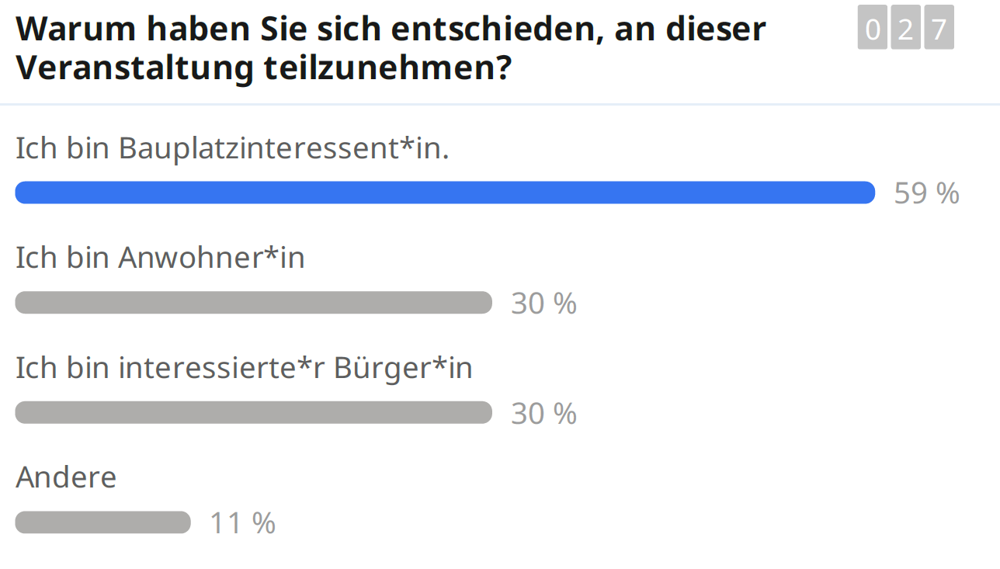 Warum haben Sie sich entschieden, an dieser
Veranstaltung teilzunehmen?
0 2 7
Ich bin Bauplatzinteressent*in.
59 %
Ich bin Anwohner*in
30 %
Ich bin interessierte*r Bürger*in
30 %
Andere
11 %